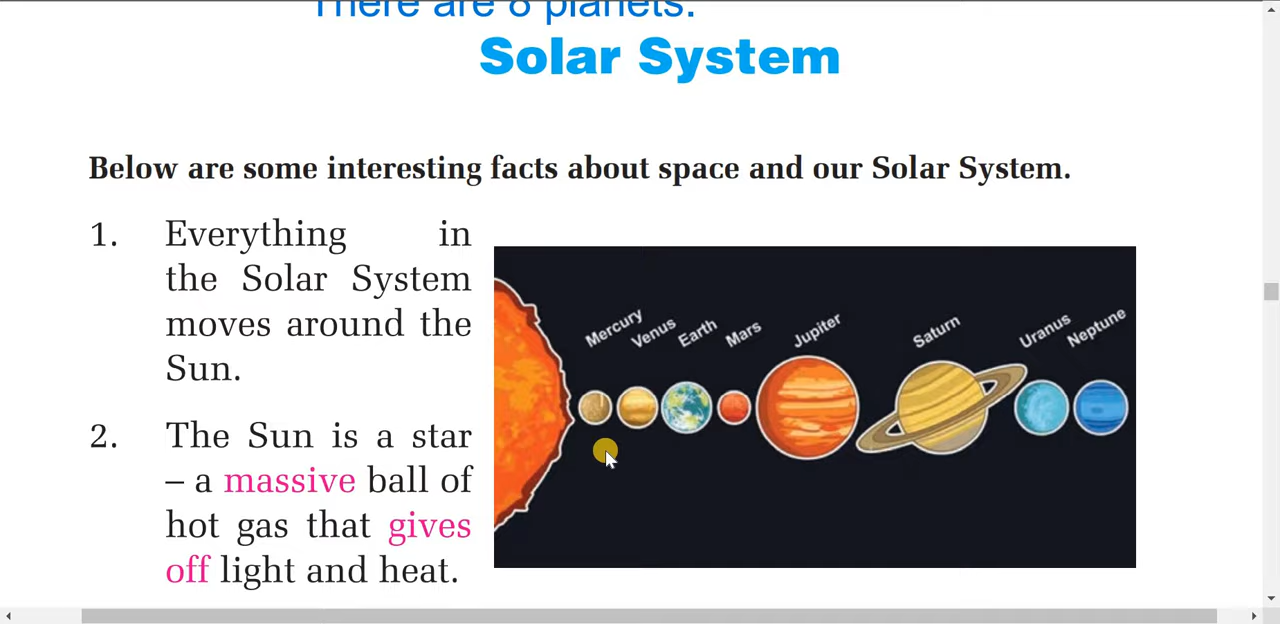 There are 8 planets.
Solar System
Below are some interesting facts about space and our Solar System.
1. Everything in
the Solar System
moves around the
Sun.
2. The Sun is a star
– a massive ball of
hot gas that gives
off light and heat.
Mercury
Venus
Earth
Mars
Jupiter
Saturn
Uranus
Neptune